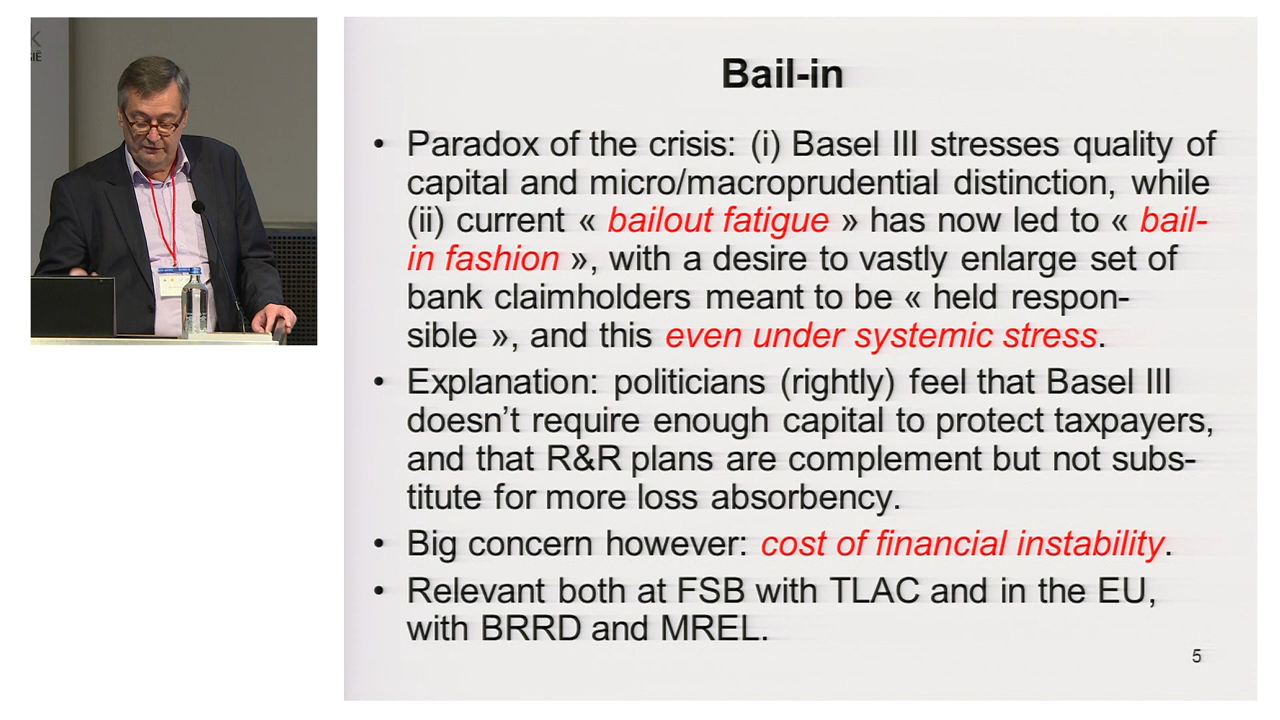 K
IË
Bail-in
• Paradox of the crisis: (i) Basel III stresses quality of
capital and micro/macroprudential distinction, while
(ii) current « bailout fatigue » has now led to « bail-
in fashion », with a desire to vastly enlarge set of
bank claimholders meant to be « held respon-
sible », and this even under systemic stress.
• Explanation: politicians (rightly) feel that Basel III
doesn’t require enough capital to protect taxpayers,
and that R&R plans are complement but not subs-
titute for more loss absorbency.
• Big concern however: cost of financial instability.
• Relevant both at FSB with TLAC and in the EU,
with BRRD and MREL.
5